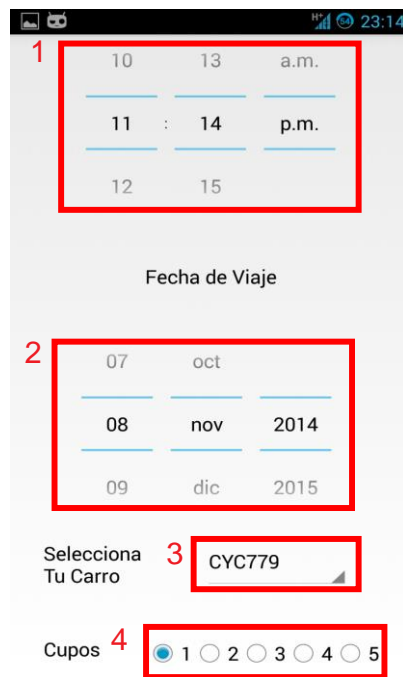 H+ 54 23:14
1
10 13 a.m.
11 : 14 p.m.
12 15
Fecha de Viaje
2
07 oct
08 nov 2014
09 dic 2015
Selecciona
Tu Carro
3 CYC779
Cupos 4 1 2 3 4 5